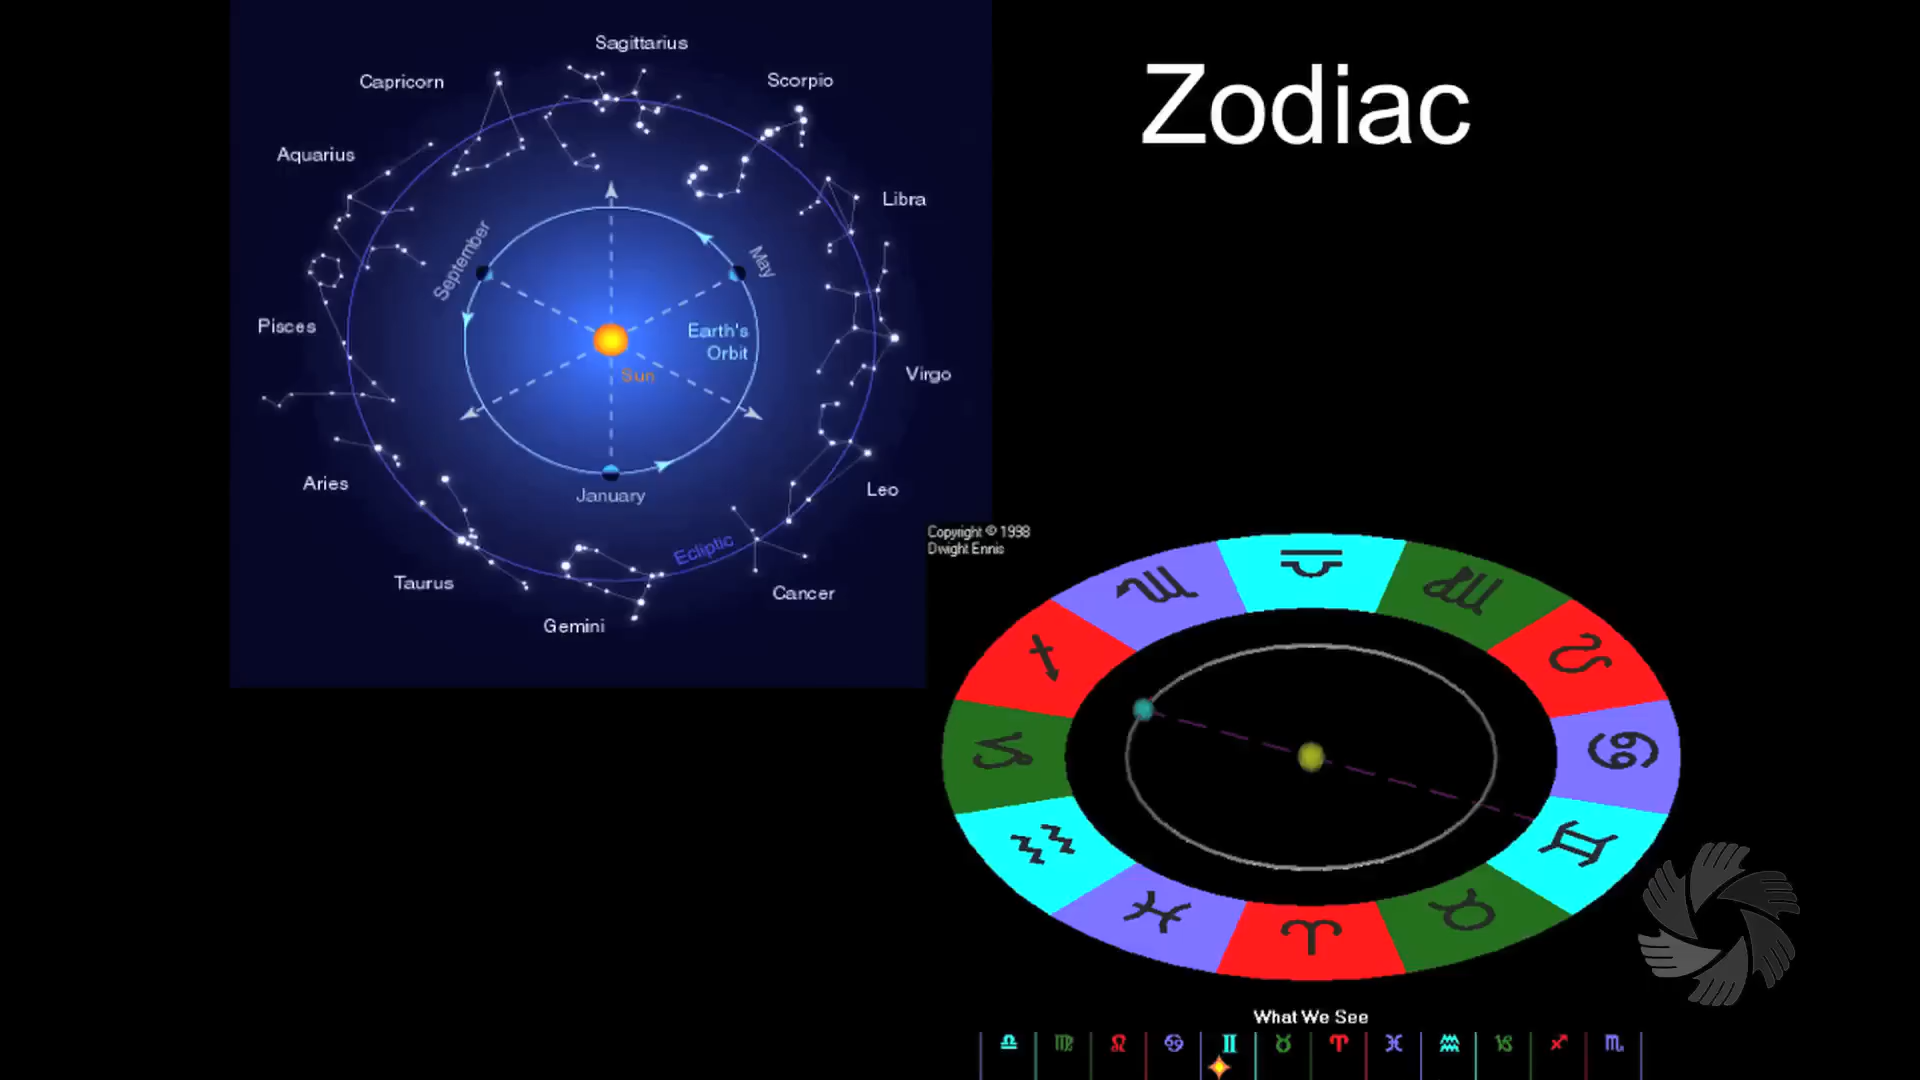 Zodiac
Sagittarius
Capricorn
Scorpio
Aquarius
Libra
September
May
Pisces
Earth's
Orbit
Sun
Virgo
Aries
January
Leo
Ecliptic
Taurus
Cancer
Gemini
Copyright © 1998
Dwight Ennis
♎ ♍ ♌ ♋ ♊ ♉ ♈ ♓ ♒ ♑ ♐ ♏
What We See
♎ ♍ ♌ ♋ ♊ ♉ ♈ ♓ ♒ ♑ ♐ ♏